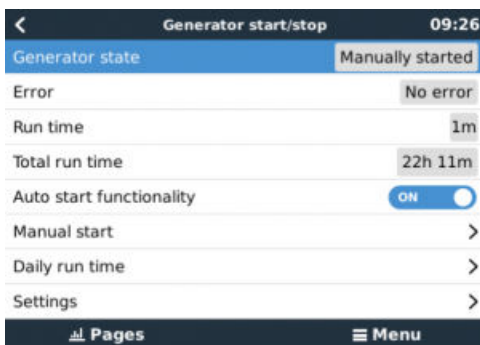 Generator start/stop 09:26
Generator state Manually started
Error No error
Run time 1m
Total run time 22h 11m
Auto start functionality ON
Manual start
Daily run time
Settings
Pages Menu